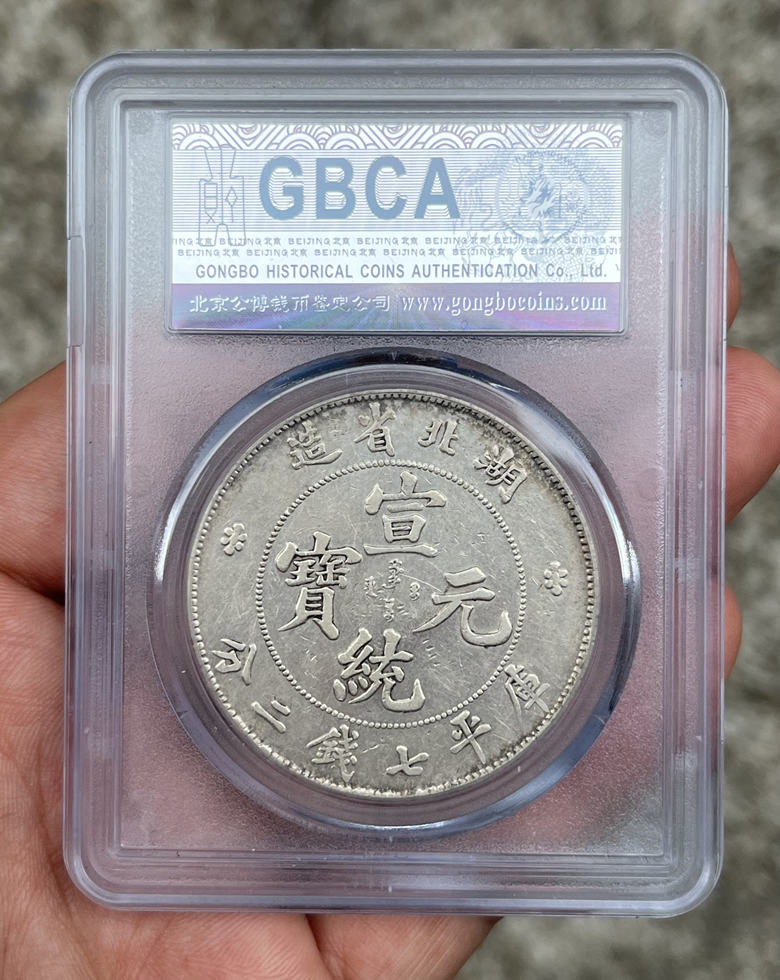 GBCA
BEIJING 北京 BEIJING 北京 BEIJING 北京 BEIJING 北京 BEIJING 北京 BEIJING
GONGBO HISTORICAL COINS AUTHENTICATION Co., Ltd.
北京公博钱币鉴定公司 www.gongbocoins.com
湖北省造
宣統元寶
庫平七錢二分